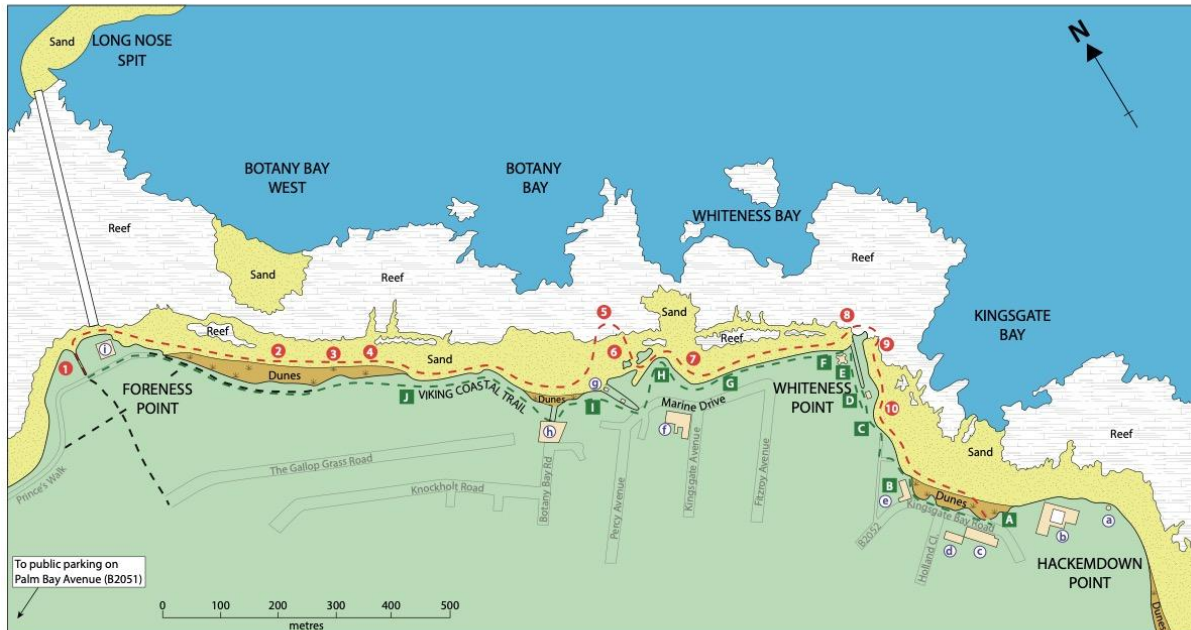 Sand
LONG NOSE
SPIT
N
BOTANY BAY
WEST
BOTANY
BAY
WHITENESS BAY
Reef
Sand
Reef
Reef
KINGSGATE
BAY
5
8
Sand
Reef
2
3
4
Sand
6
7
Reef
9
1
i
FORENESS
POINT
Dunes
J
VIKING COASTAL TRAIL
Dunes
g
I
H
G
Marine Drive
F
E
D
C
WHITENESS
POINT
10
Sand
Reef
h
f
Prince's Walk
The Gallop Grass Road
Knockholt Road
Botany Bay Rd
Percy Avenue
Kingsgate Avenue
Fitzroy Avenue
B
e
Dunes
Kingsgate Bay Road
A
B2052
Holland Cl.
d
c
b
a
HACKEMDOWN
POINT
Dunes
To public parking on
Palm Bay Avenue (B2051)
0 100 200 300 400 500
metres